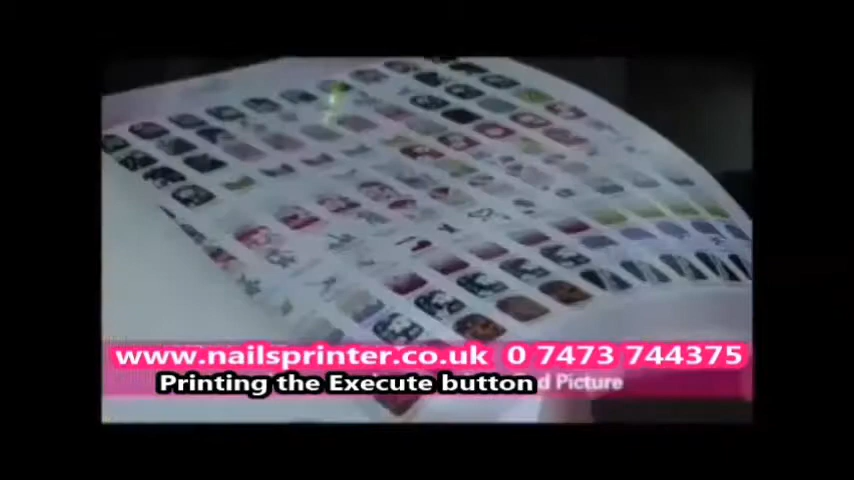 www.nailsprinter.co.uk 0 7473 744375
Printing the Execute button
Picture